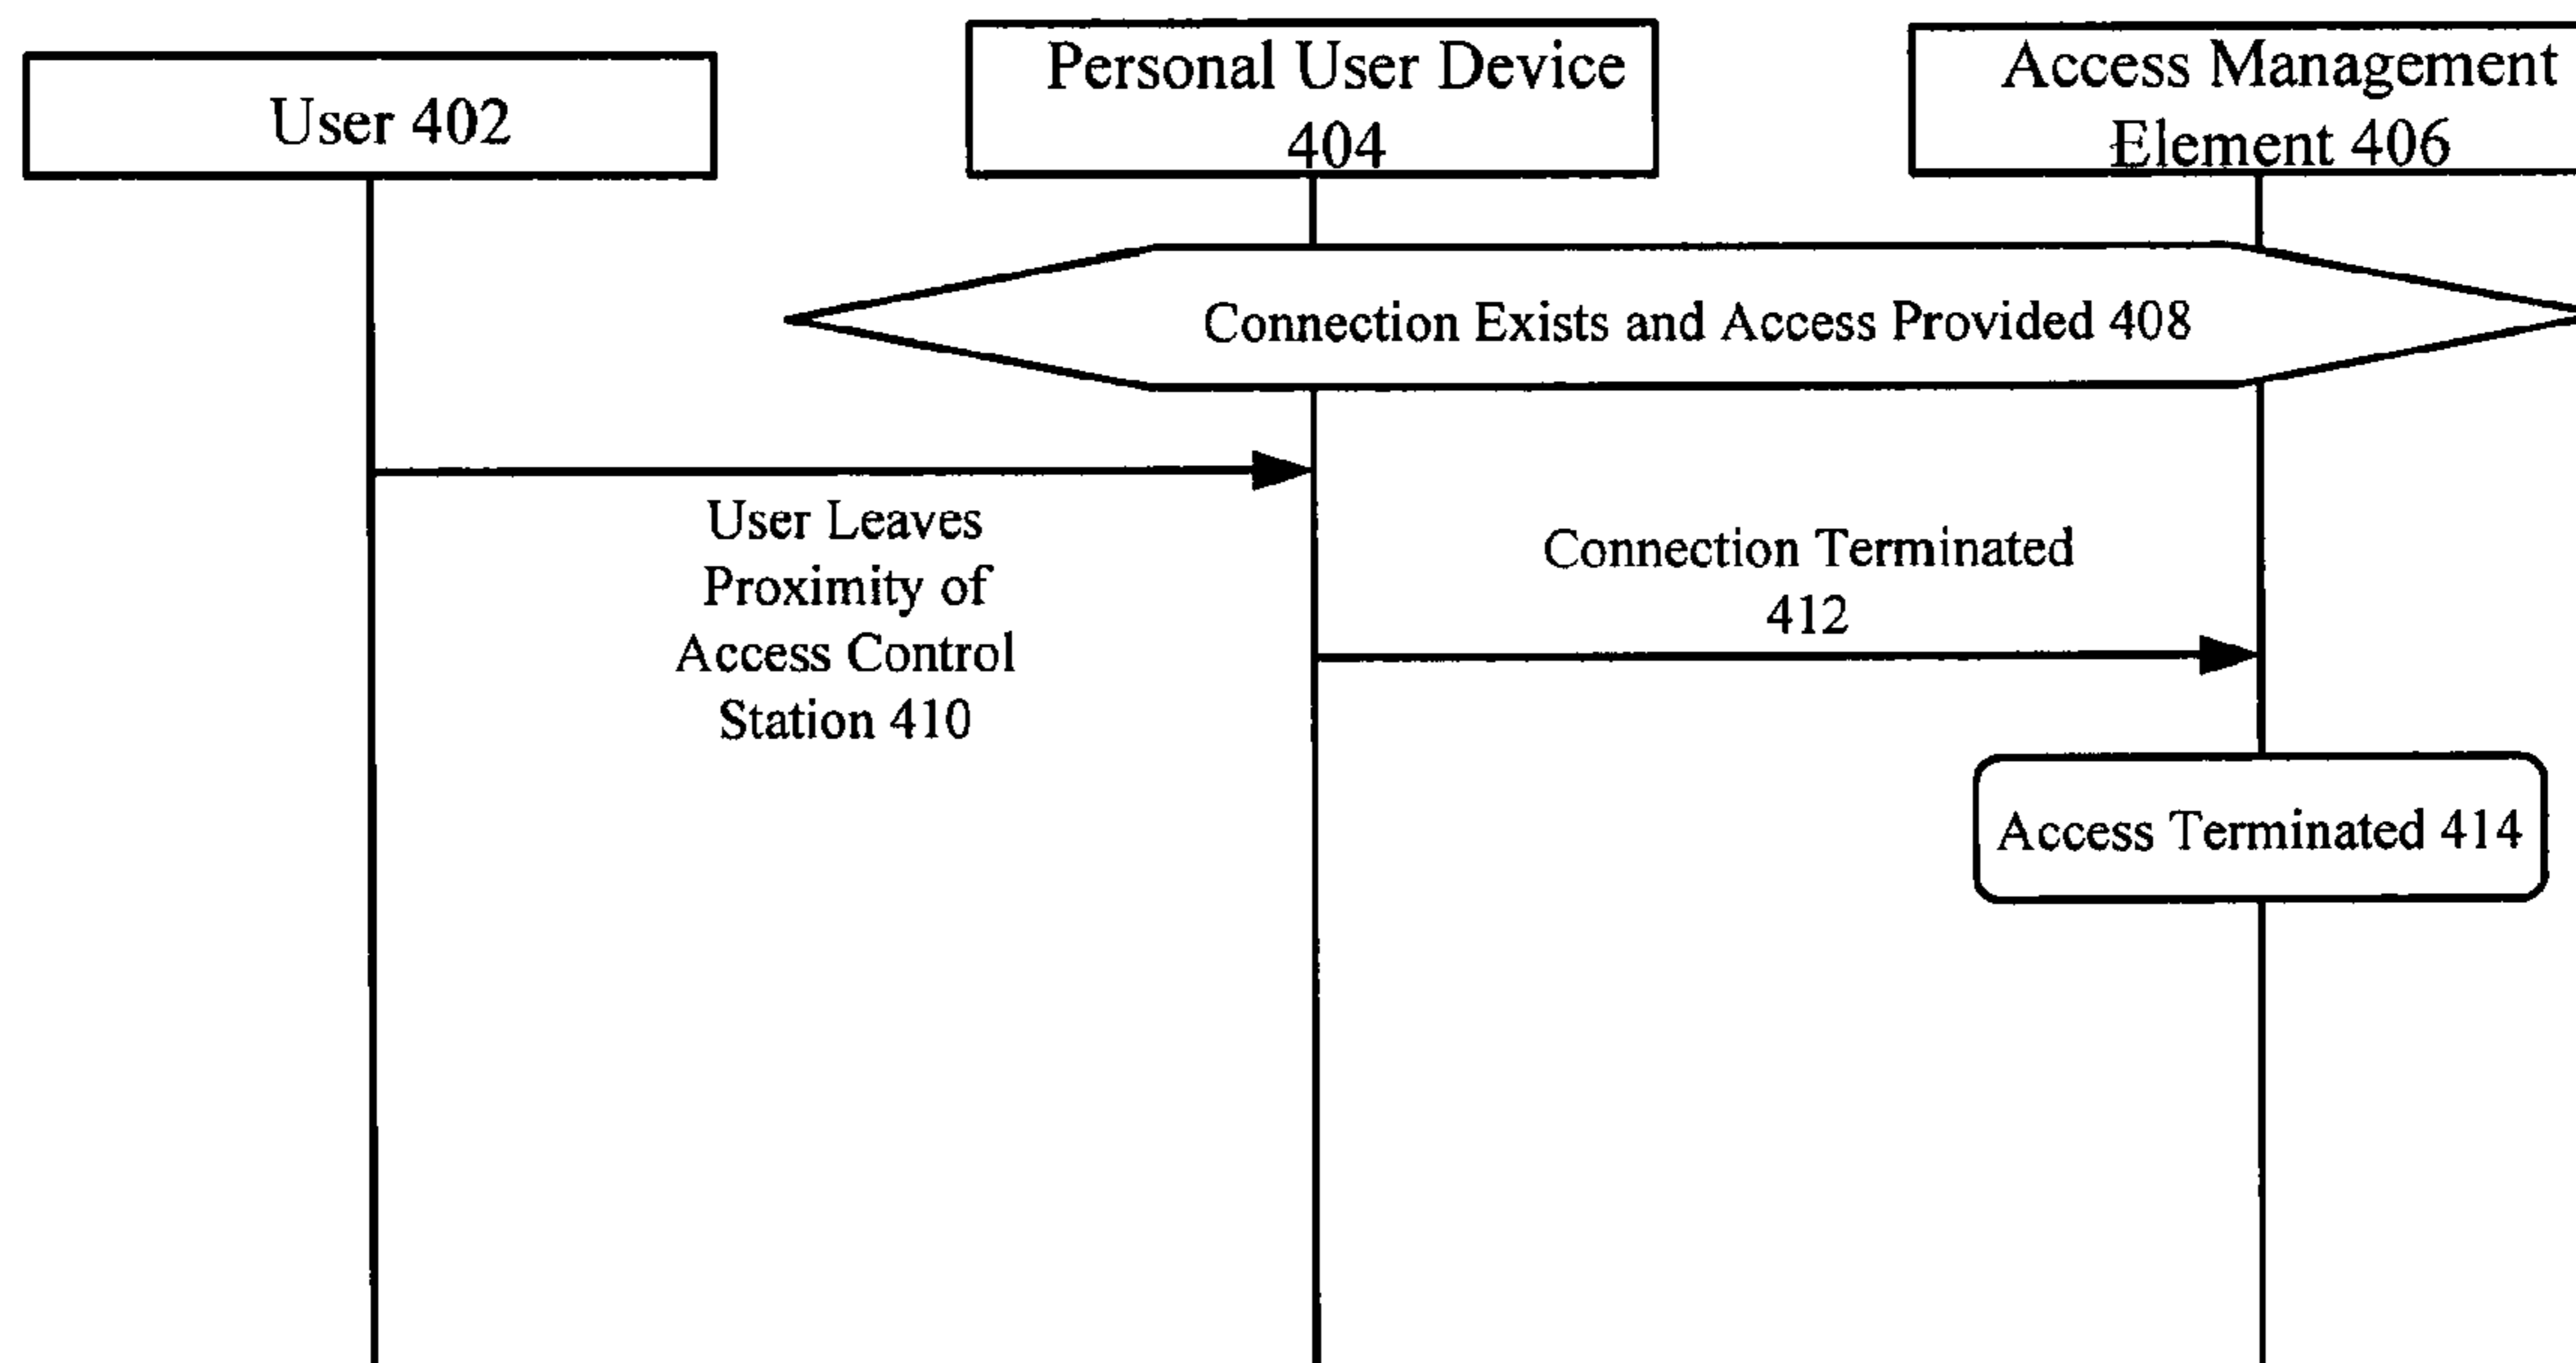 User 402
Personal User Device
404
Access Management
Element 406
Connection Exists and Access Provided 408
User Leaves
Proximity of
Access Control
Station 410
Connection Terminated
412
Access Terminated 414